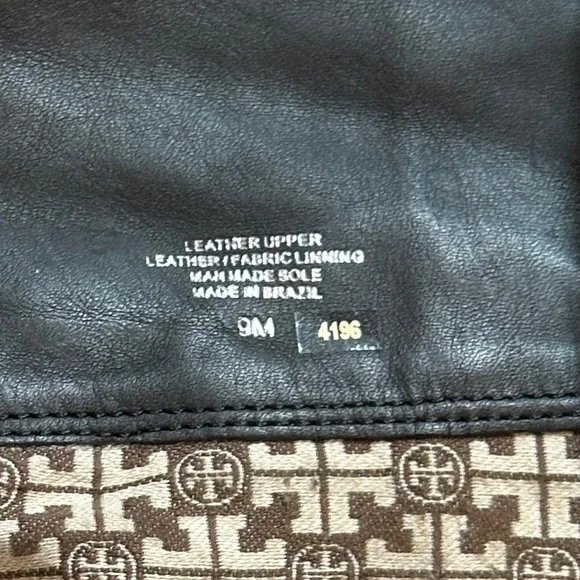 LEATHER UPPER
LEATHER / FABRIC LINNING
MAN MADE SOLE
MADE IN BRAZIL
9M 4196